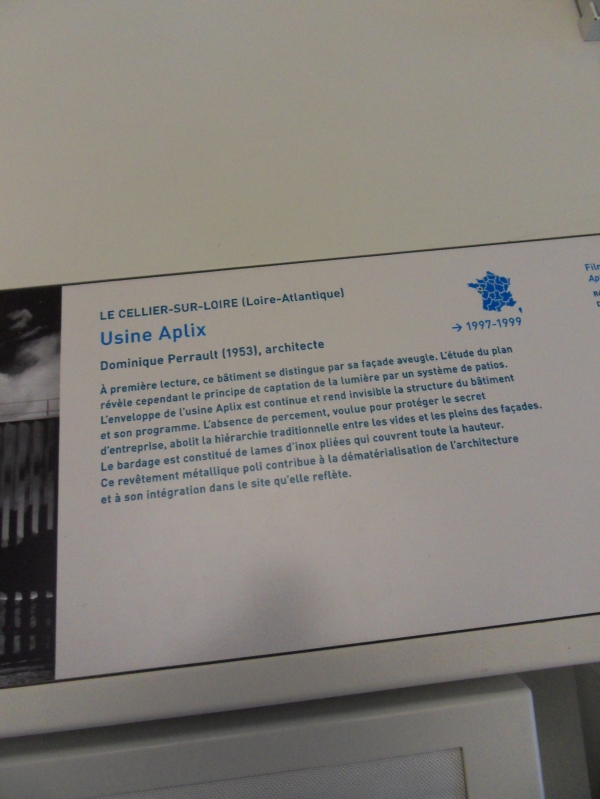 LE CELLIER-SUR-LOIRE (Loire-Atlantique)
Usine Aplix
Dominique Perrault (1953), architecte
→ 1997-1999
À première lecture, ce bâtiment se distingue par sa façade aveugle. L'étude du plan
révèle cependant le principe de captation de la lumière par un système de patios.
L'enveloppe de l'usine Aplix est continue et rend invisible la structure du bâtiment
et son programme. L'absence de percement, voulue pour protéger le secret
d'entreprise, abolit la hiérarchie traditionnelle entre les vides et les pleins des façades.
Le bardage est constitué de lames d'inox pliées qui couvrent toute la hauteur.
Ce revêtement métallique poli contribue à la dématérialisation de l'architecture
et à son intégration dans le site qu'elle reflète.